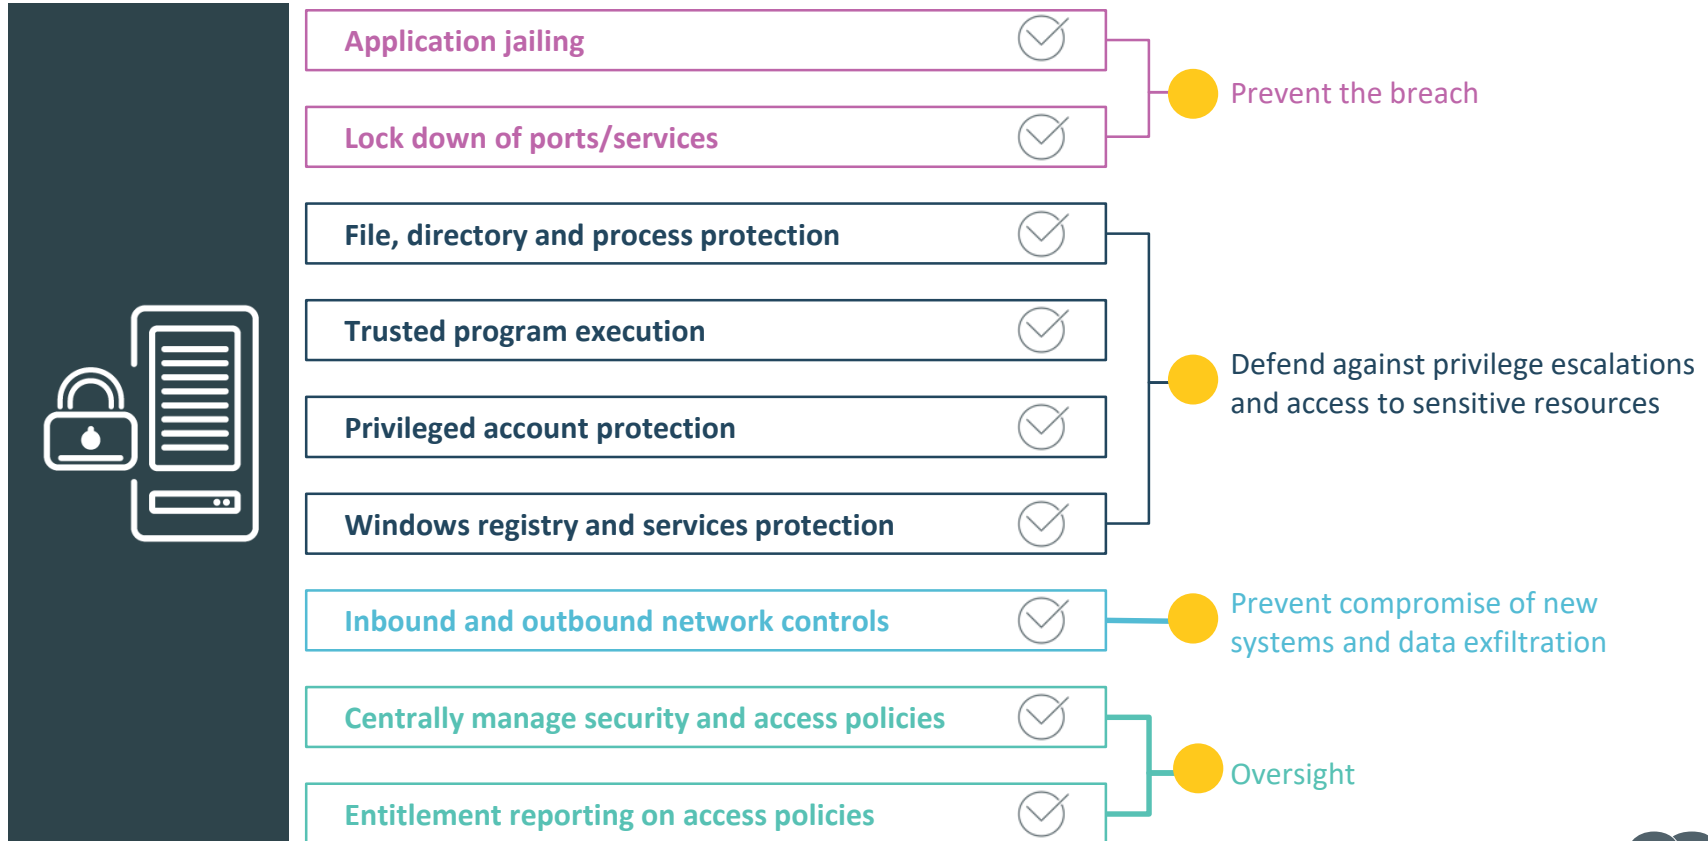 Application jailing
Prevent the breach
Lock down of ports/services
File, directory and process protection
Trusted program execution
Defend against privilege escalations
and access to sensitive resources
Privileged account protection
Windows registry and services protection
Inbound and outbound network controls
Prevent compromise of new
systems and data exfiltration
Centrally manage security and access policies
Oversight
Entitlement reporting on access policies